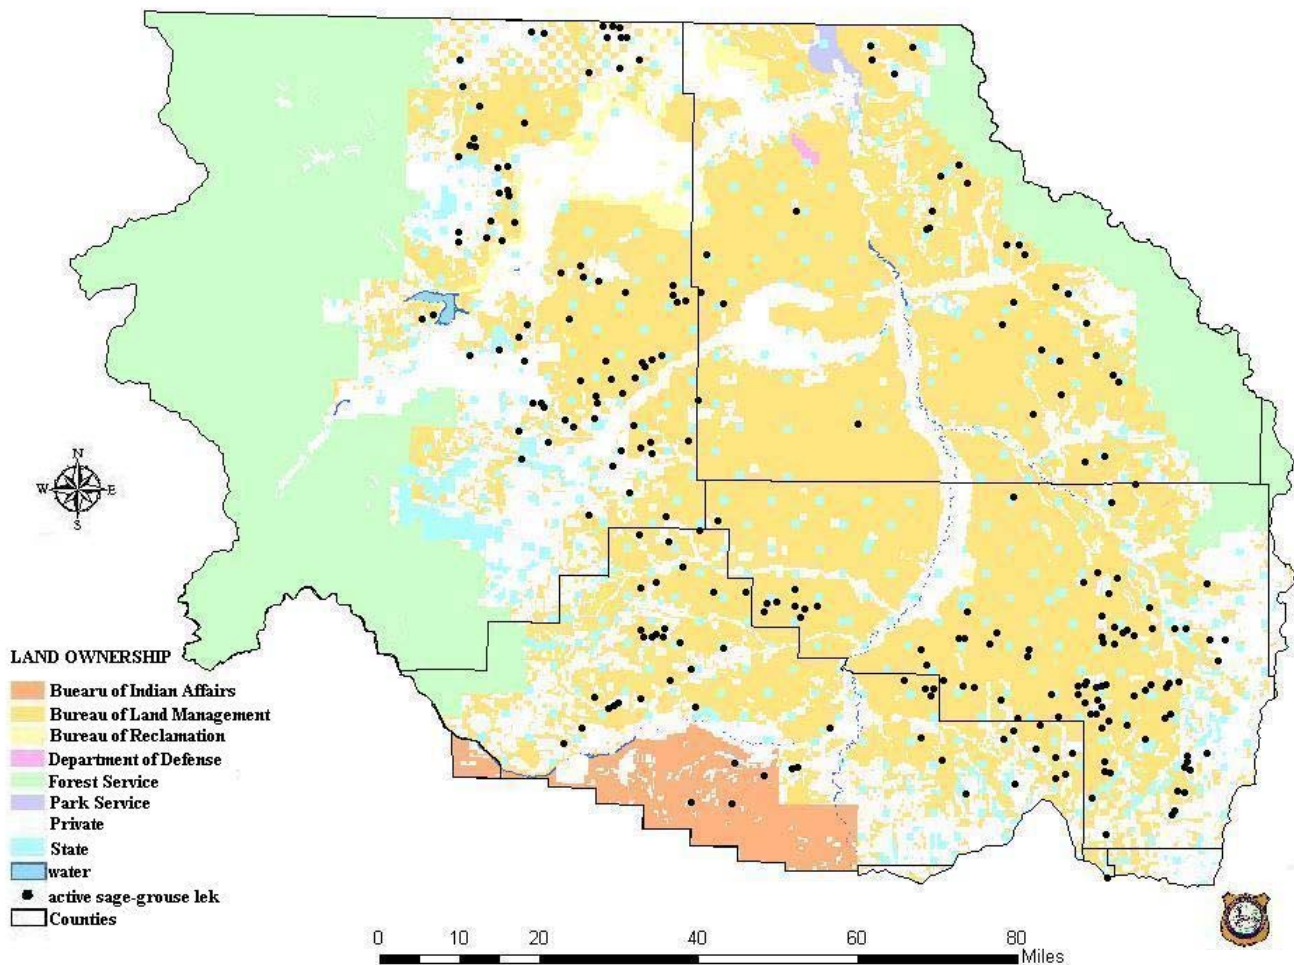 N
W
E
S
LAND OWNERSHIP
Buearu of Indian Affairs
Bureau of Land Management
Bureau of Reclamation
Department of Defense
Forest Service
Park Service
Private
State
water
active sage-grouse lek
Counties
0 10 20 40 60 80
Miles